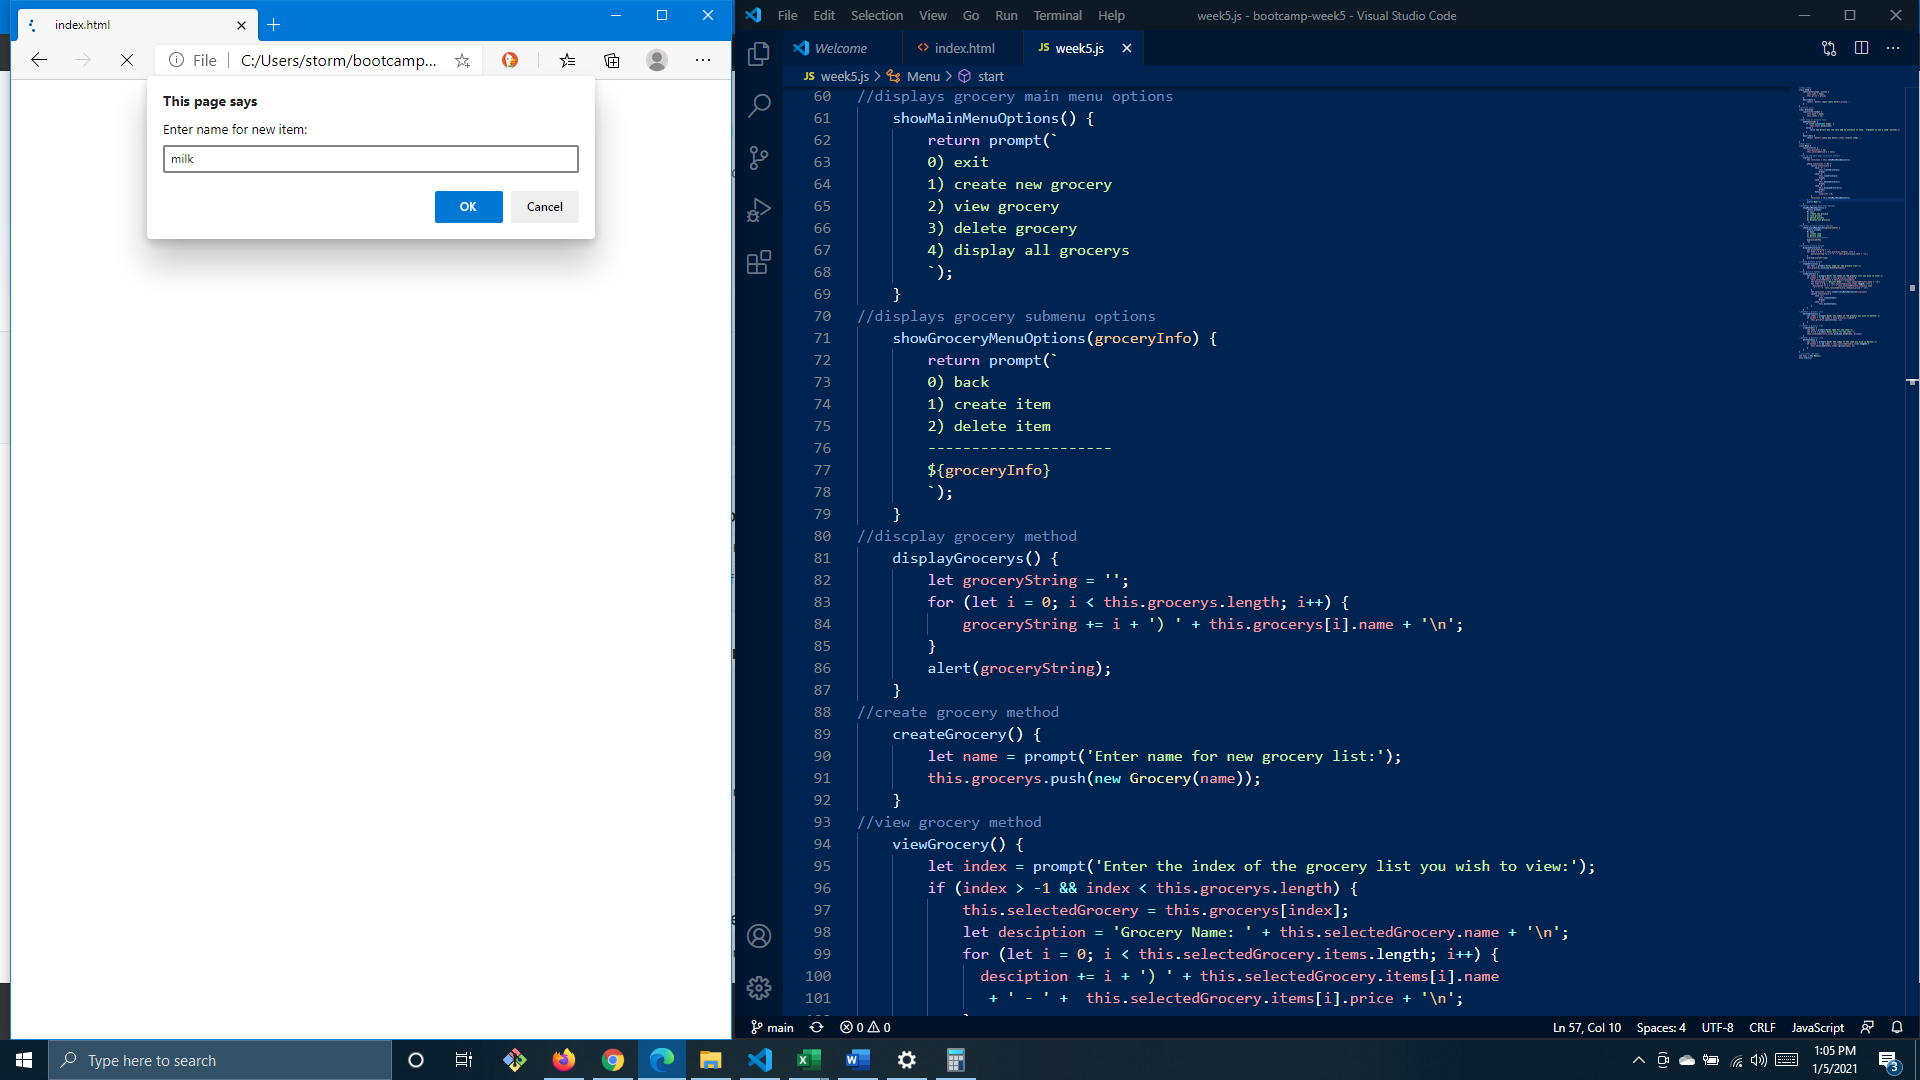 index.html
File
C:/Users/storm/bootcamp...
This page says
Enter name for new item:
milk
OK
Cancel
File Edit Selection View Go Run Terminal Help
week5.js - bootcamp-week5 - Visual Studio Code
Welcome
<> index.html
JS week5.js
JS week5.js > Menu > start
60 //displays grocery main menu options
61 showMainMenuOptions() {
62 return prompt(`
63 0) exit
64 1) create new grocery
65 2) view grocery
66 3) delete grocery
67 4) display all grocerys
68 `);
69 }
70 //displays grocery submenu options
71 showGroceryMenuOptions(groceryInfo) {
72 return prompt(`
73 0) back
74 1) create item
75 2) delete item
76 ---------------------
77 ${groceryInfo}
78 `);
79 }
80 //discplay grocery method
81 displayGrocerys() {
82 let groceryString = '';
83 for (let i = 0; i < this.grocerys.length; i++) {
84 groceryString += i + ') ' + this.grocerys[i].name + '\n';
85 }
86 alert(groceryString);
87 }
88 //create grocery method
89 createGrocery() {
90 let name = prompt('Enter name for new grocery list:');
91 this.grocerys.push(new Grocery(name));
92 }
93 //view grocery method
94 viewGrocery() {
95 let index = prompt('Enter the index of the grocery list you wish to view:');
96 if (index > -1 && index < this.grocerys.length) {
97 this.selectedGrocery = this.grocerys[index];
98 let desciption = 'Grocery Name: ' + this.selectedGrocery.name + '\n';
99 for (let i = 0; i < this.selectedGrocery.items.length; i++) {
100 desciption += i + ') ' + this.selectedGrocery.items[i].name
101 + ' - ' + this.selectedGrocery.items[i].price + '\n';
main
0 0
Ln 57, Col 10
Spaces: 4
UTF-8
CRLF
JavaScript
Type here to search
1:05 PM
1/5/2021
3